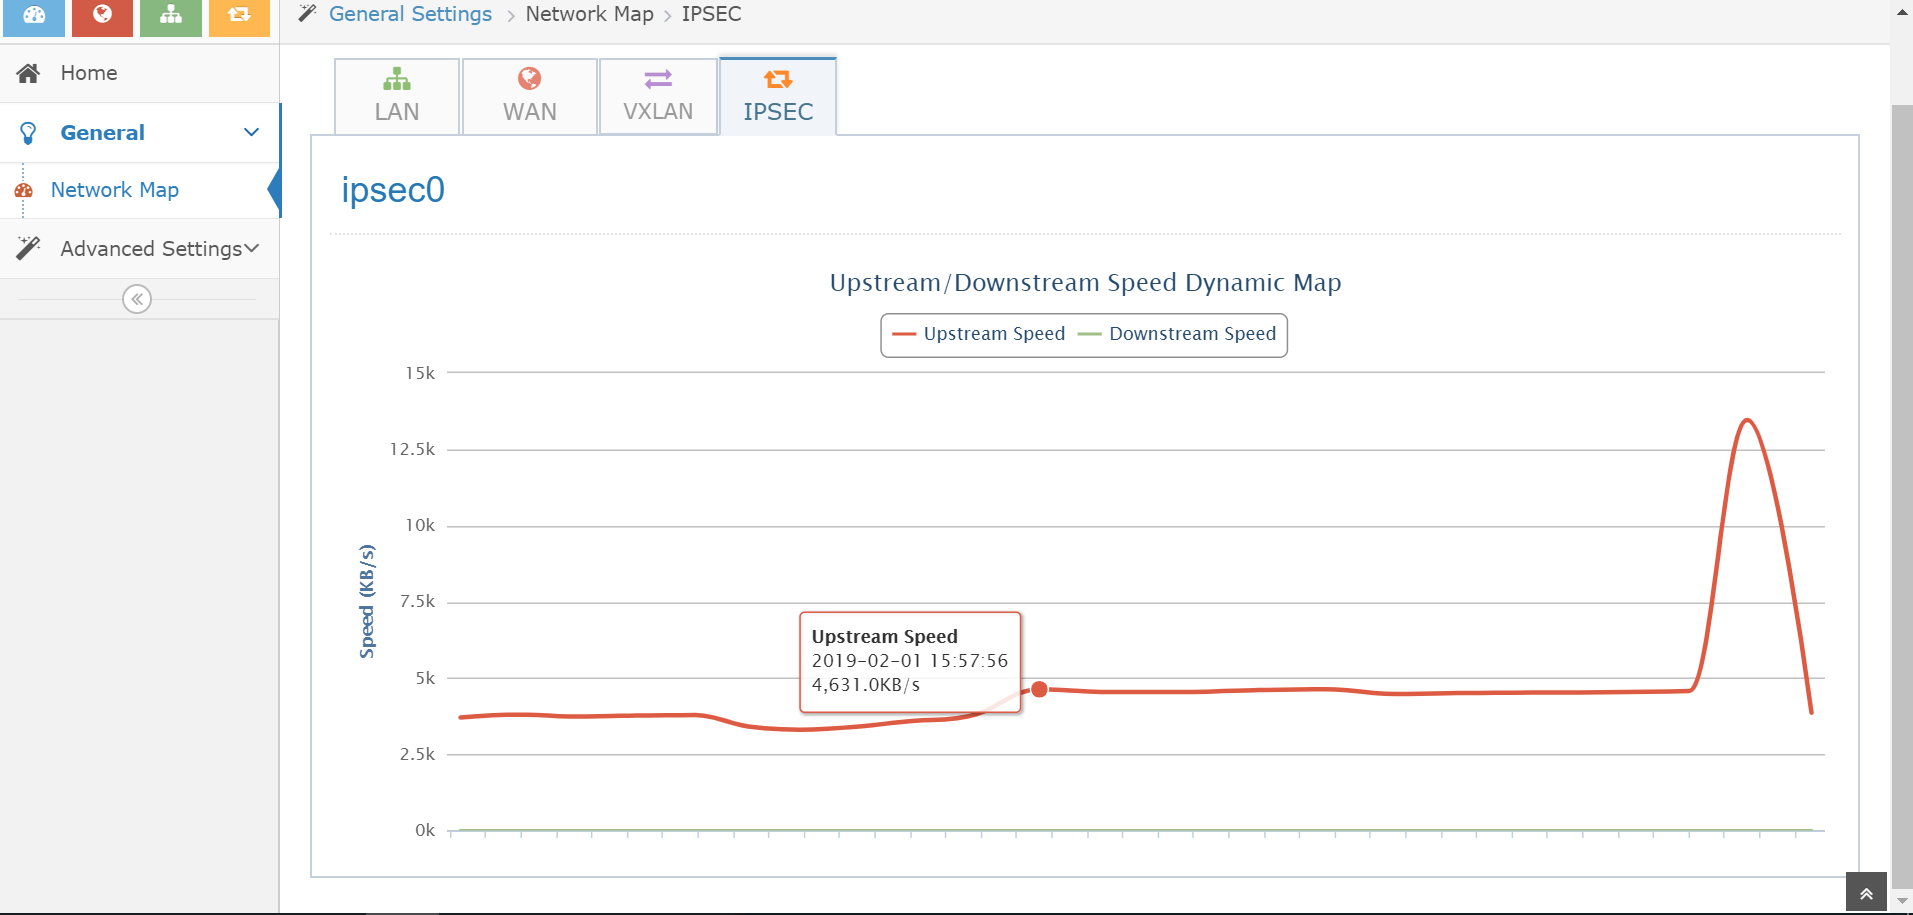 General Settings > Network Map > IPSEC
Home
General
Network Map
Advanced Settings
LAN
WAN
VXLAN
IPSEC
ipsec0
Upstream/Downstream Speed Dynamic Map
Upstream Speed
Downstream Speed
Speed (KB/s)
15k
12.5k
10k
7.5k
5k
2.5k
0k
Upstream Speed
2019-02-01 15:57:56
4,631.0KB/s